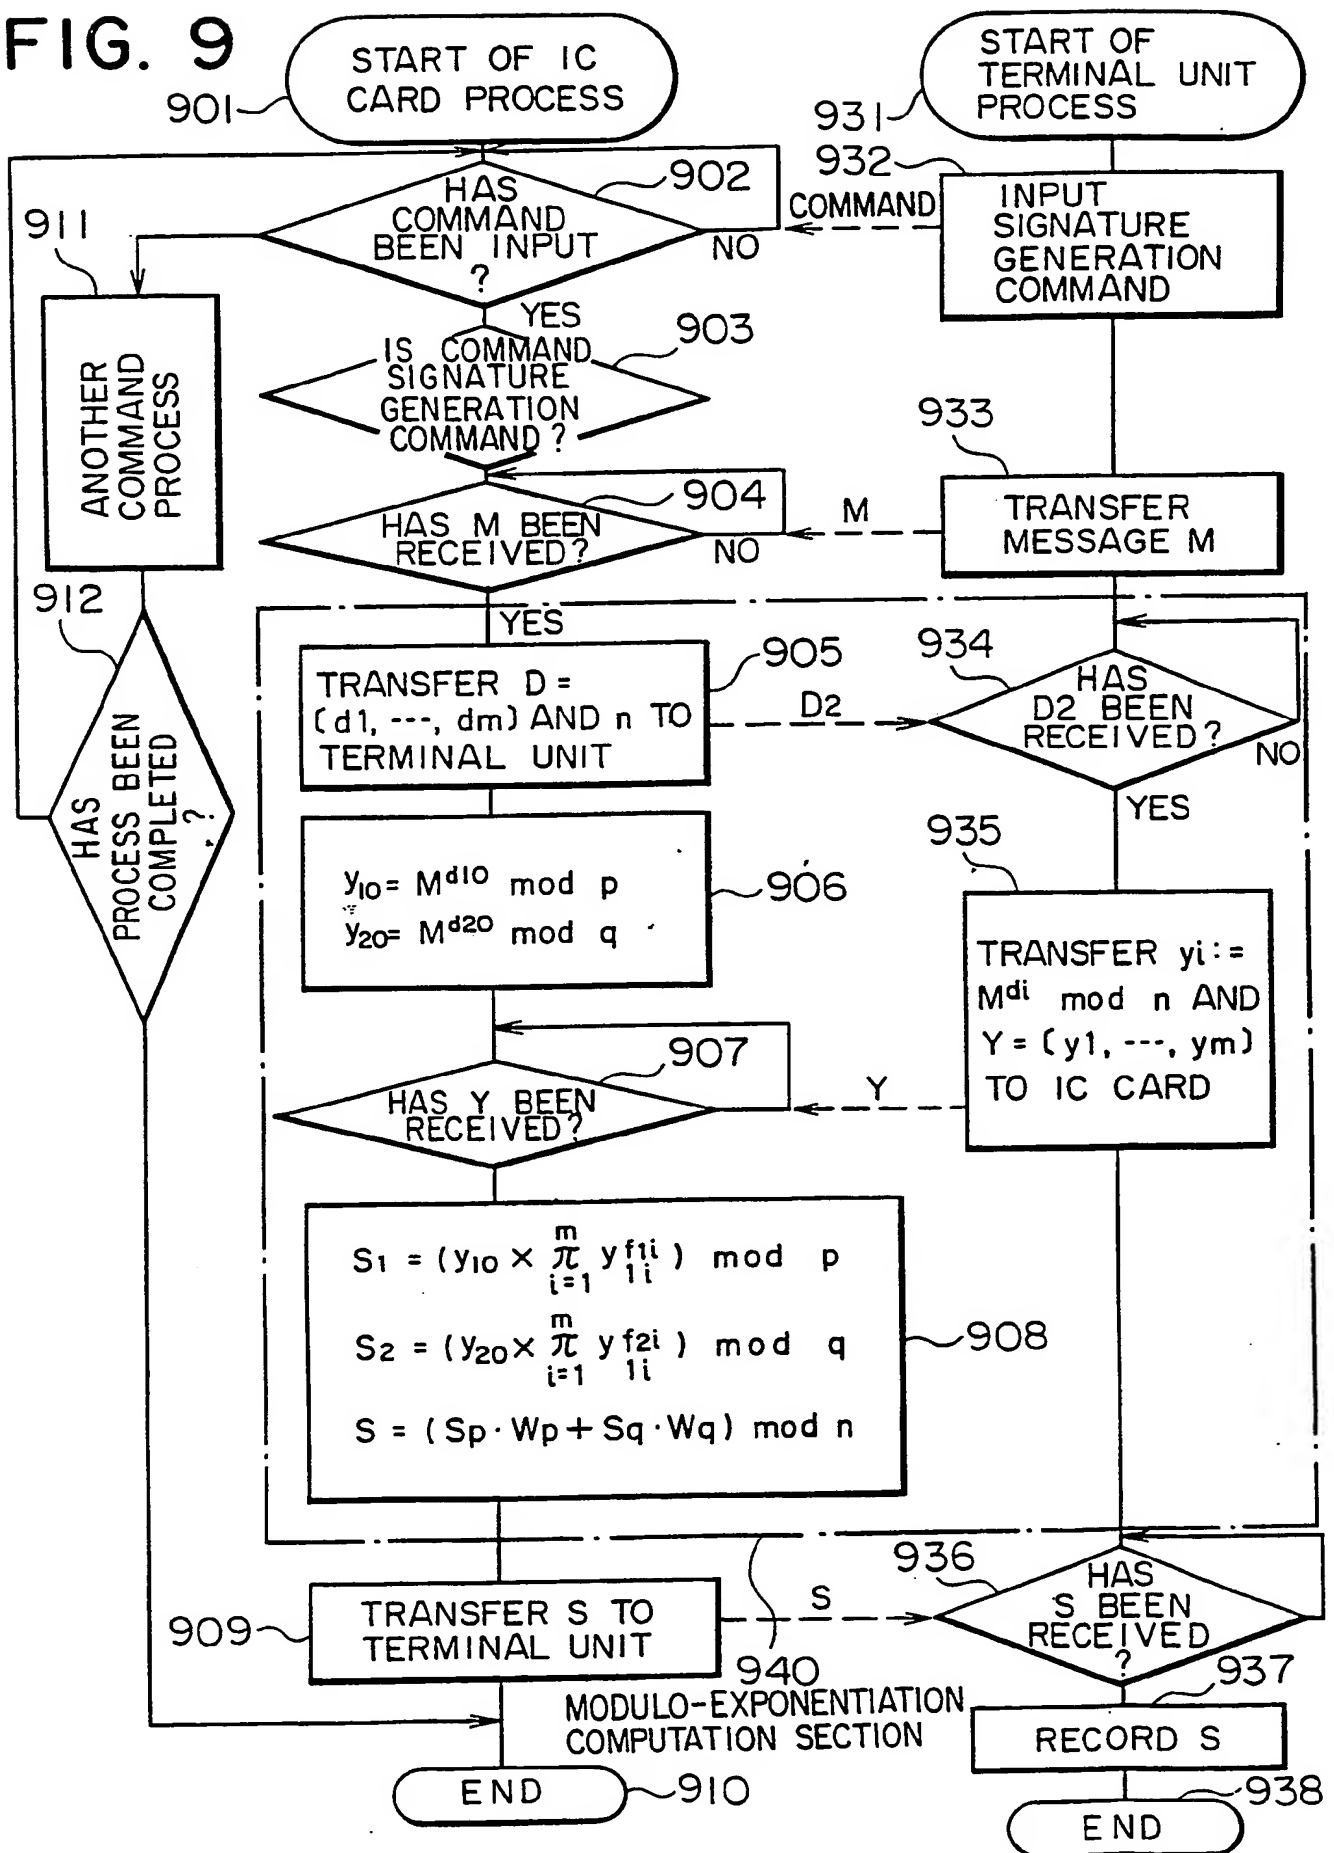 FIG. 9
START OF IC
CARD PROCESS
901
START OF
TERMINAL UNIT
PROCESS
931
902
HAS
COMMAND
BEEN INPUT
?
NO
YES
COMMAND
932
INPUT
SIGNATURE
GENERATION
COMMAND
911
ANOTHER
COMMAND
PROCESS
903
IS COMMAND
SIGNATURE
GENERATION
COMMAND ?
933
TRANSFER
MESSAGE M
M
904
HAS M BEEN
RECEIVED?
NO
YES
912
HAS
PROCESS BEEN
COMPLETED
?
905
TRANSFER D =
(d1, ---, dm) AND n TO
TERMINAL UNIT
D2
934
HAS
D2 BEEN
RECEIVED?
NO
YES
906
y10 = M^d10 mod p
y20 = M^d20 mod q
935
TRANSFER yi :=
M^di mod n AND
Y = (y1, ---, ym)
TO IC CARD
907
HAS Y BEEN
RECEIVED?
Y
S1 = (y10 × π(i=1..m) y1i^f1i) mod p
S2 = (y20 × π(i=1..m) y1i^f2i) mod q
S = (Sp · Wp + Sq · Wq) mod n
908
909
TRANSFER S TO
TERMINAL UNIT
S
936
HAS
S BEEN
RECEIVED
?
940
MODULO-EXPONENTIATION
COMPUTATION SECTION
937
RECORD S
END
910
END
938